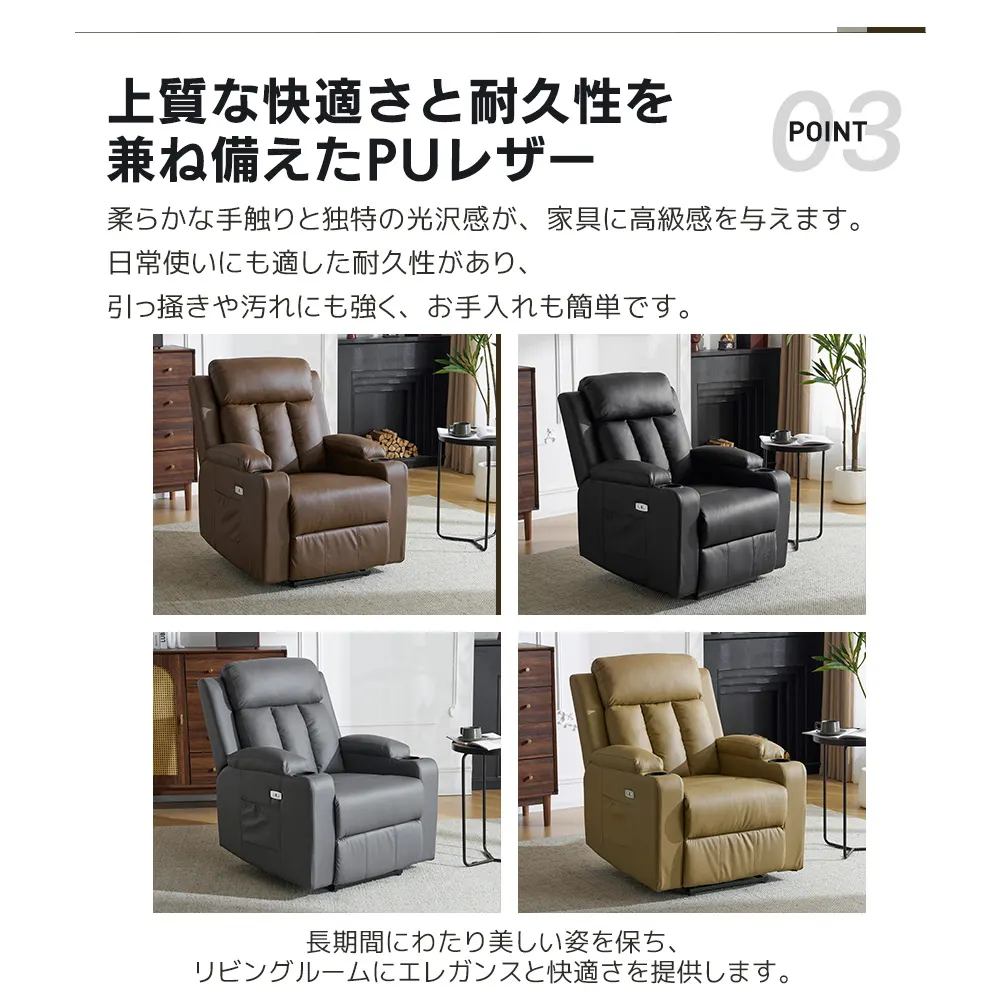 上質な快適さと耐久性を
兼ね備えたPUレザー
03
POINT
柔らかな手触りと独特の光沢感が、家具に高級感を与えます。
日常使いにも適した耐久性があり、
引っ掻きや汚れにも強く、お手入れも簡単です。
長期間にわたり美しい姿を保ち、
リビングルームにエレガンスと快適さを提供します。